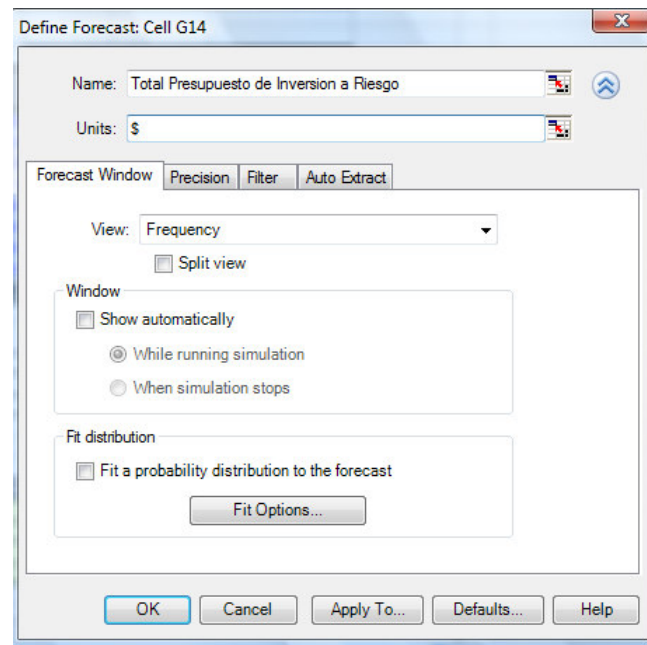 Define Forecast: Cell G14
Name: Total Presupuesto de Inversion a Riesgo
Units: $
Forecast Window Precision Filter Auto Extract
View: Frequency
Split view
Window
Show automatically
While running simulation
When simulation stops
Fit distribution
Fit a probability distribution to the forecast
Fit Options...
OK Cancel Apply To... Defaults... Help